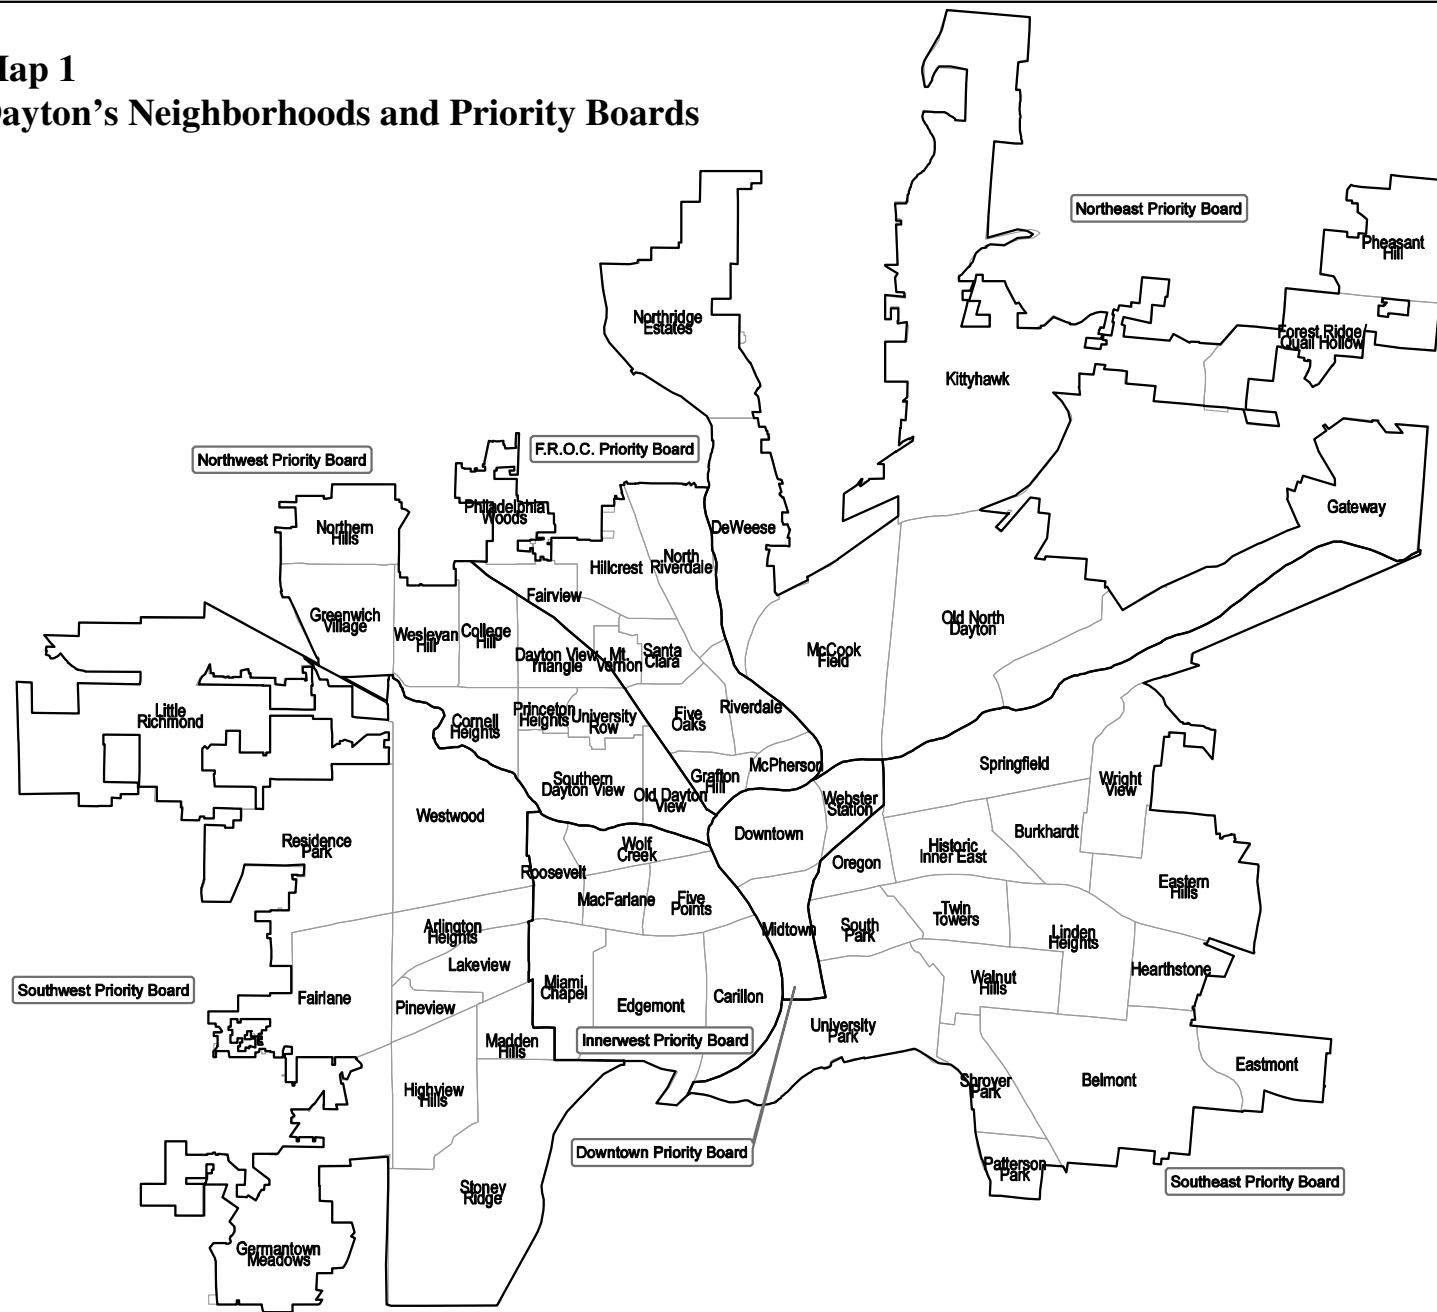 Map 1
Dayton's Neighborhoods and Priority Boards
Northeast Priority Board
Pheasant
Hill
Northridge
Estates
Forest Ridge/
Quail Hollow
Kittyhawk
F.R.O.C. Priority Board
Northwest Priority Board
Philadelphia
Woods
Gateway
Northern
Hills
DeWeese
North
Riverdale
Hillcrest
Fairview
Greenwich
Village
Wesleyan
Hill
College
Hill
Old North
Dayton
McCook
Field
Dayton View
Triangle
Mt.
Vernon
Santa
Clara
Little
Richmond
Cornell
Heights
Princeton
Heights
University
Row
Five
Oaks
Riverdale
Springfield
McPherson
Grafton
Hill
Wright
View
Southern
Dayton View
Old Dayton
View
Webster
Station
Westwood
Downtown
Burkhardt
Residence
Park
Wolf
Creek
Historic
Inner East
Oregon
Roosevelt
Eastern
Hills
MacFarlane
Five
Points
Twin
Towers
Arlington
Heights
Midtown
South
Park
Linden
Heights
Lakeview
Hearthstone
Southwest Priority Board
Fairlane
Pineview
Miami
Chapel
Edgemont
Carillon
Walnut
Hills
University
Park
Madden
Hills
Innerwest Priority Board
Eastmont
Highview
Hills
Shroyer
Park
Belmont
Downtown Priority Board
Patterson
Park
Southeast Priority Board
Stoney
Ridge
Germantown
Meadows